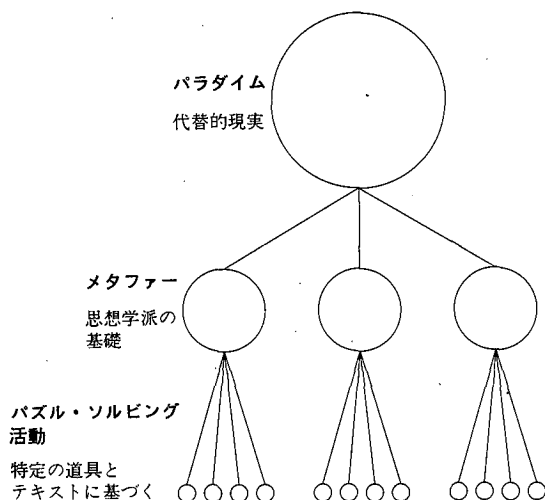 パラダイム
代替的現実
メタファー
思想学派の
基礎
パズル・ソルビング
活動
特定の道具と
テキストに基づく